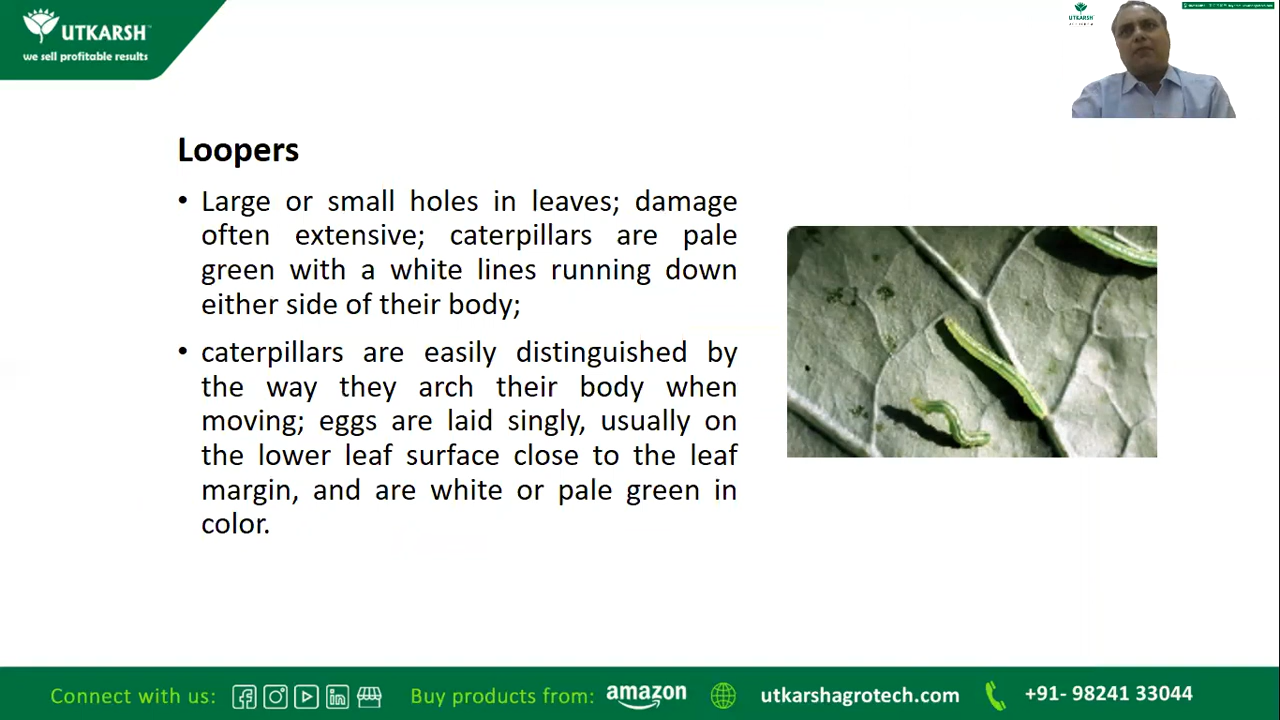 UTKARSH
we sell profitable results
UTKARSH
Loopers
• Large or small holes in leaves; damage
often extensive; caterpillars are pale
green with a white lines running down
either side of their body;
• caterpillars are easily distinguished by
the way they arch their body when
moving; eggs are laid singly, usually on
the lower leaf surface close to the leaf
margin, and are white or pale green in
color.
Connect with us:
Buy products from: amazon
utkarshagrotech.com
+91- 98241 33044